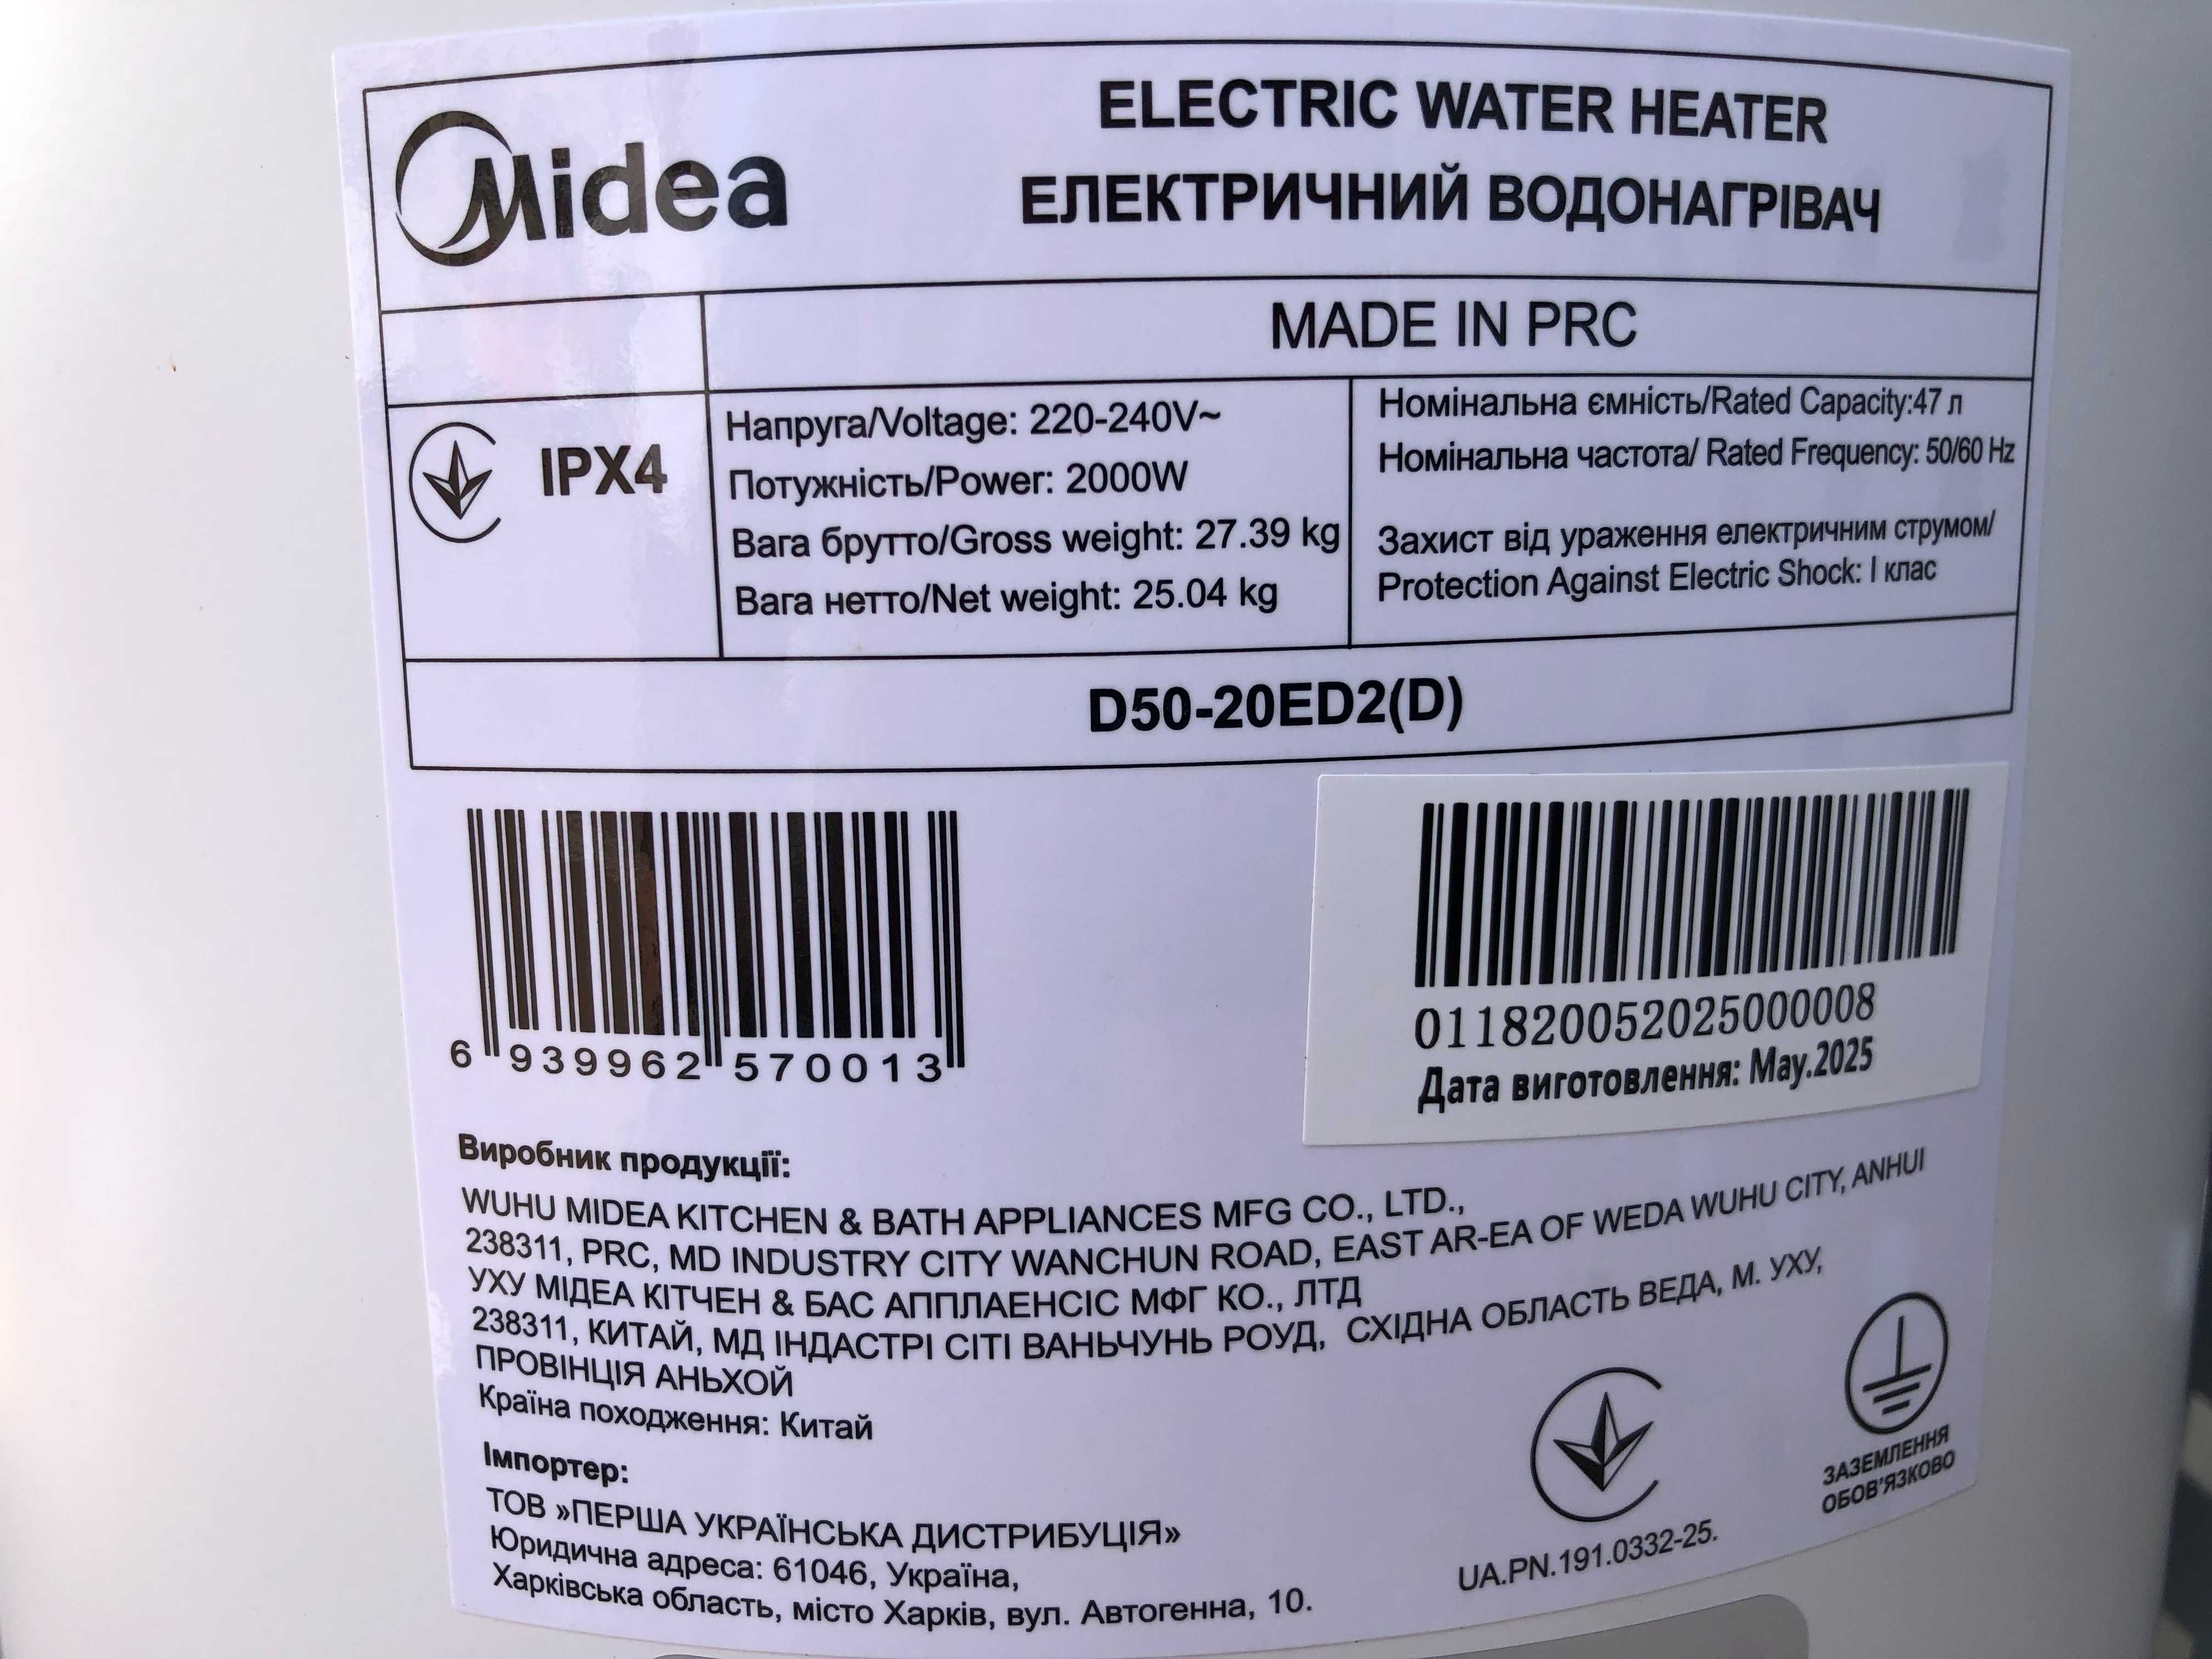 Midea
ELECTRIC WATER HEATER
ЕЛЕКТРИЧНИЙ ВОДОНАГРІВАЧ
MADE IN PRC
IPX4
Напруга/Voltage: 220-240V~
Потужність/Power: 2000W
Вага брутто/Gross weight: 27.39 kg
Вага нетто/Net weight: 25.04 kg
Номінальна ємність/Rated Capacity:47 л
Номінальна частота/ Rated Frequency: 50/60 Hz
Захист від ураження електричним струмом/
Protection Against Electric Shock: I клас
D50-20ED2(D)
6 939962 570013
011820052025000008
Дата виготовлення: May.2025
Виробник продукції:
WUHU MIDEA KITCHEN & BATH APPLIANCES MFG CO., LTD.,
238311, PRC, MD INDUSTRY CITY WANCHUN ROAD, EAST AR-EA OF WEDA WUHU CITY, ANHUI
УХУ МІДЕА КІТЧЕН & БАС АППЛАЕНСІС МФГ КО., ЛТД
238311, КИТАЙ, МД ІНДАСТРІ СІТІ ВАНЬЧУНЬ РОУД, СХІДНА ОБЛАСТЬ ВЕДА, М. УХУ,
ПРОВІНЦІЯ АНЬХОЙ
Країна походження: Китай
Імпортер:
ТОВ »ПЕРША УКРАЇНСЬКА ДИСТРИБУЦІЯ»
Юридична адреса: 61046, Україна,
Харківська область, місто Харків, вул. Автогенна, 10.
UA.PN.191.0332-25.
ЗАЗЕМЛЕННЯ
ОБОВ'ЯЗКОВО